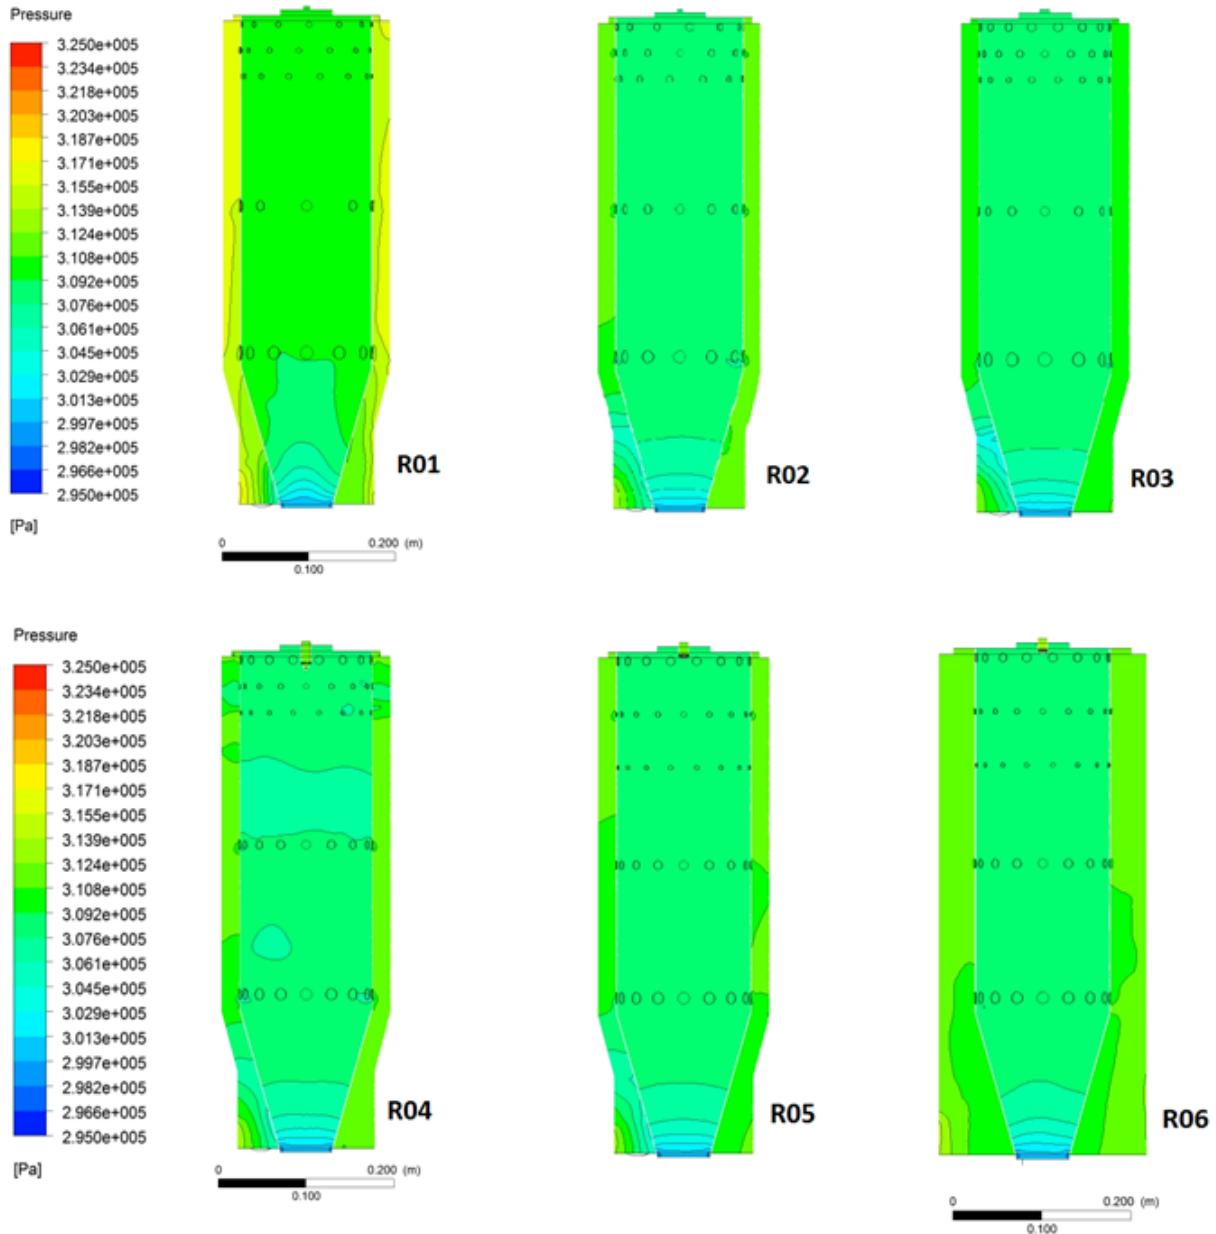 Pressure
3.250e+005
3.234e+005
3.218e+005
3.203e+005
3.187e+005
3.171e+005
3.155e+005
3.139e+005
3.124e+005
3.108e+005
3.092e+005
3.076e+005
3.061e+005
3.045e+005
3.029e+005
3.013e+005
2.997e+005
2.982e+005
2.966e+005
2.950e+005
[Pa]
R01
R02
R03
0 0.200 (m)
0.100
Pressure
3.250e+005
3.234e+005
3.218e+005
3.203e+005
3.187e+005
3.171e+005
3.155e+005
3.139e+005
3.124e+005
3.108e+005
3.092e+005
3.076e+005
3.061e+005
3.045e+005
3.029e+005
3.013e+005
2.997e+005
2.982e+005
2.966e+005
2.950e+005
[Pa]
R04
R05
R06
0 0.200 (m)
0.100
0 0.200 (m)
0.100